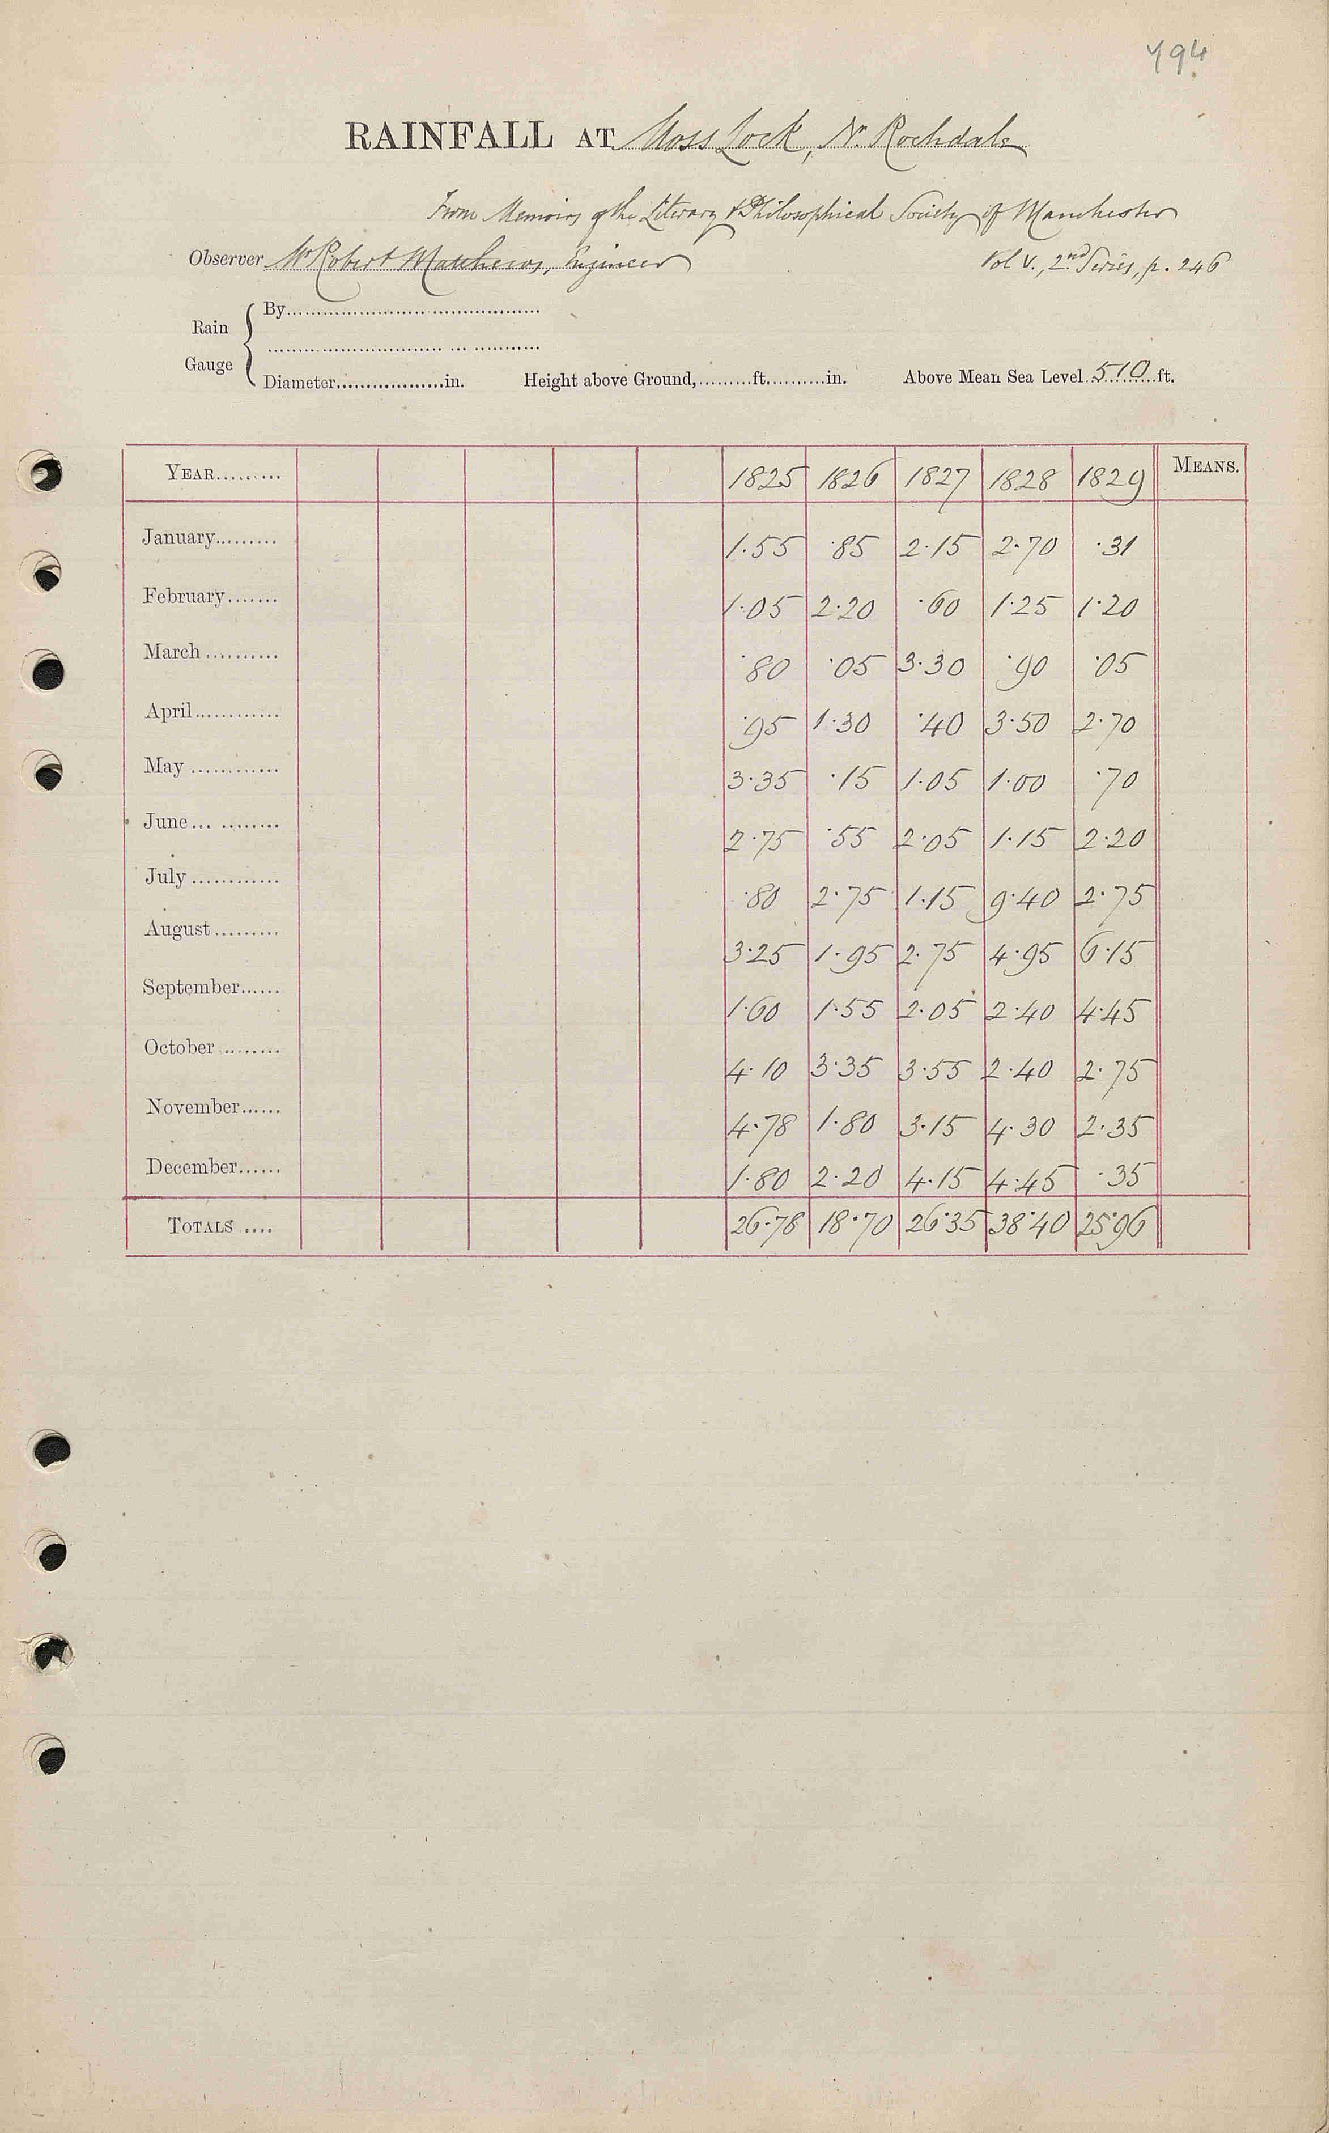 494
RAINFALL AT Moss Lock, Nr. Rochdale
From Memoirs of the Literary & Philosophical Society of Manchester
Observer Mr Robert Matthews, Engineer Vol V., 2nd Series, p. 246
Rain Gauge { By
Diameter in. Height above Ground, ft. in. Above Mean Sea Level 510 ft.
YEAR 1825 1826 1827 1828 1829 MEANS.
January 1.55 .85 2.15 2.70 .31
February 1.05 2.20 .60 1.25 1.20
March .80 .05 3.30 .90 .05
April .95 1.30 .40 3.50 2.70
May 3.35 .15 1.05 1.00 .70
June 2.75 .55 2.05 1.15 2.20
July .80 2.75 1.15 9.40 2.75
August 3.25 1.95 2.75 4.95 6.15
September 1.60 1.55 2.05 2.40 4.45
October 4.10 3.35 3.55 2.40 2.75
November 4.78 1.80 3.15 4.30 2.35
December 1.80 2.20 4.15 4.45 .35
TOTALS 26.78 18.70 26.35 38.40 25.96